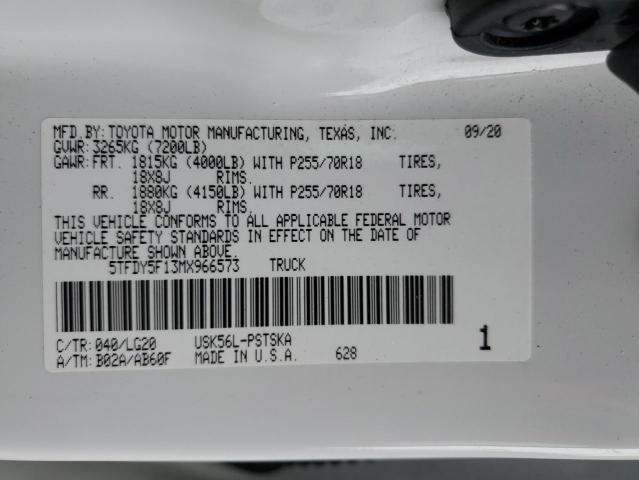 MFD.BY:TOYOTA MOTOR MANUFACTURING, TEXAS, INC. 09/20
GVWR:3265KG (7200LB)
GAWR:FRT. 1815KG (4000LB) WITH P255/70R18 TIRES,
18X8J RIMS.
RR. 1880KG (4150LB) WITH P255/70R18 TIRES,
18X8J RIMS.
THIS VEHICLE CONFORMS TO ALL APPLICABLE FEDERAL MOTOR
VEHICLE SAFETY STANDARDS IN EFFECT ON THE DATE OF
MANUFACTURE SHOWN ABOVE.
5TFDY5F13MX966573 TRUCK
C/TR:040/LG20 USK56L-PSTSKA 1
A/TM:B02A/AB60F MADE IN U.S.A. 628